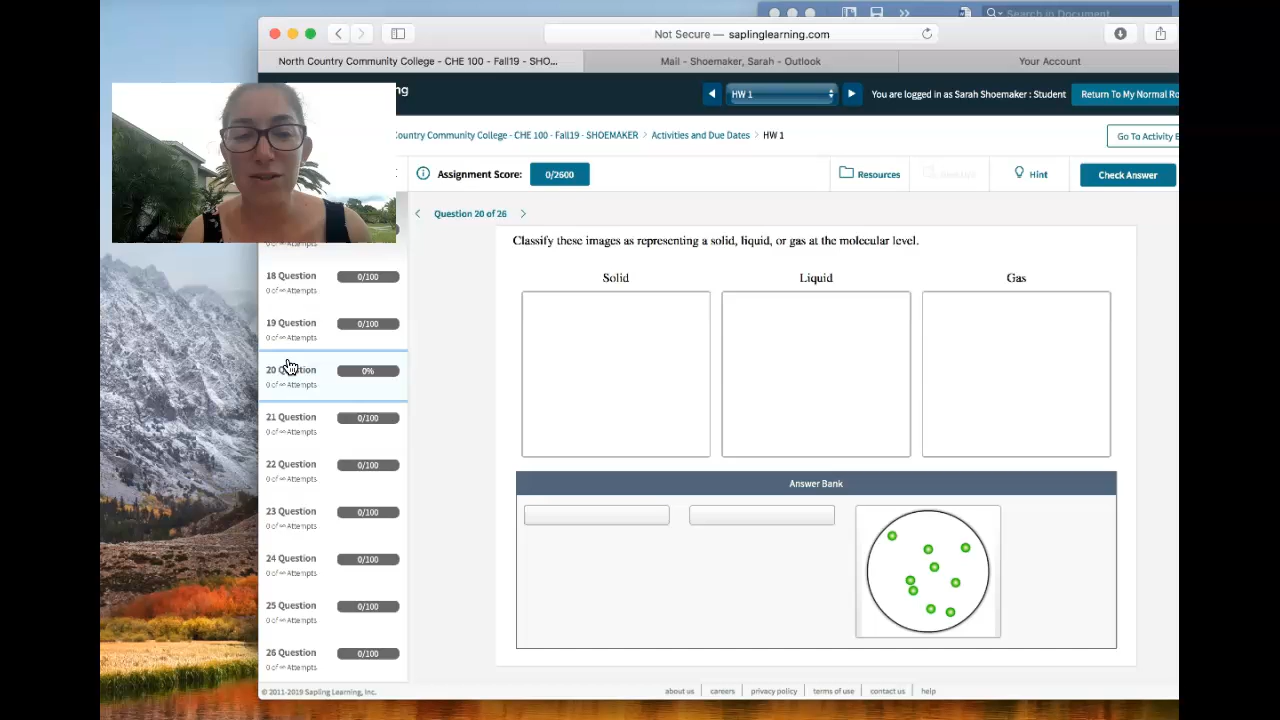 Search in Document
Not Secure — saplinglearning.com
North Country Community College - CHE 100 - Fall19 - SHO...
Mail - Shoemaker, Sarah - Outlook
Your Account
HW 1
You are logged in as Sarah Shoemaker : Student
Return To My Normal Ro
Country Community College - CHE 100 - Fall19 - SHOEMAKER > Activities and Due Dates > HW 1
Go To Activity
Assignment Score:
0/2600
Resources
Hint
Check Answer
Question 20 of 26
Classify these images as representing a solid, liquid, or gas at the molecular level.
Solid
Liquid
Gas
Answer Bank
0 of ∞ Attempts
18 Question
0/100
0 of ∞ Attempts
19 Question
0/100
0 of ∞ Attempts
20 Question
0%
0 of ∞ Attempts
21 Question
0/100
0 of ∞ Attempts
22 Question
0/100
0 of ∞ Attempts
23 Question
0/100
0 of ∞ Attempts
24 Question
0/100
0 of ∞ Attempts
25 Question
0/100
0 of ∞ Attempts
26 Question
0/100
0 of ∞ Attempts
© 2011-2019 Sapling Learning, Inc.
about us
careers
privacy policy
terms of use
contact us
help